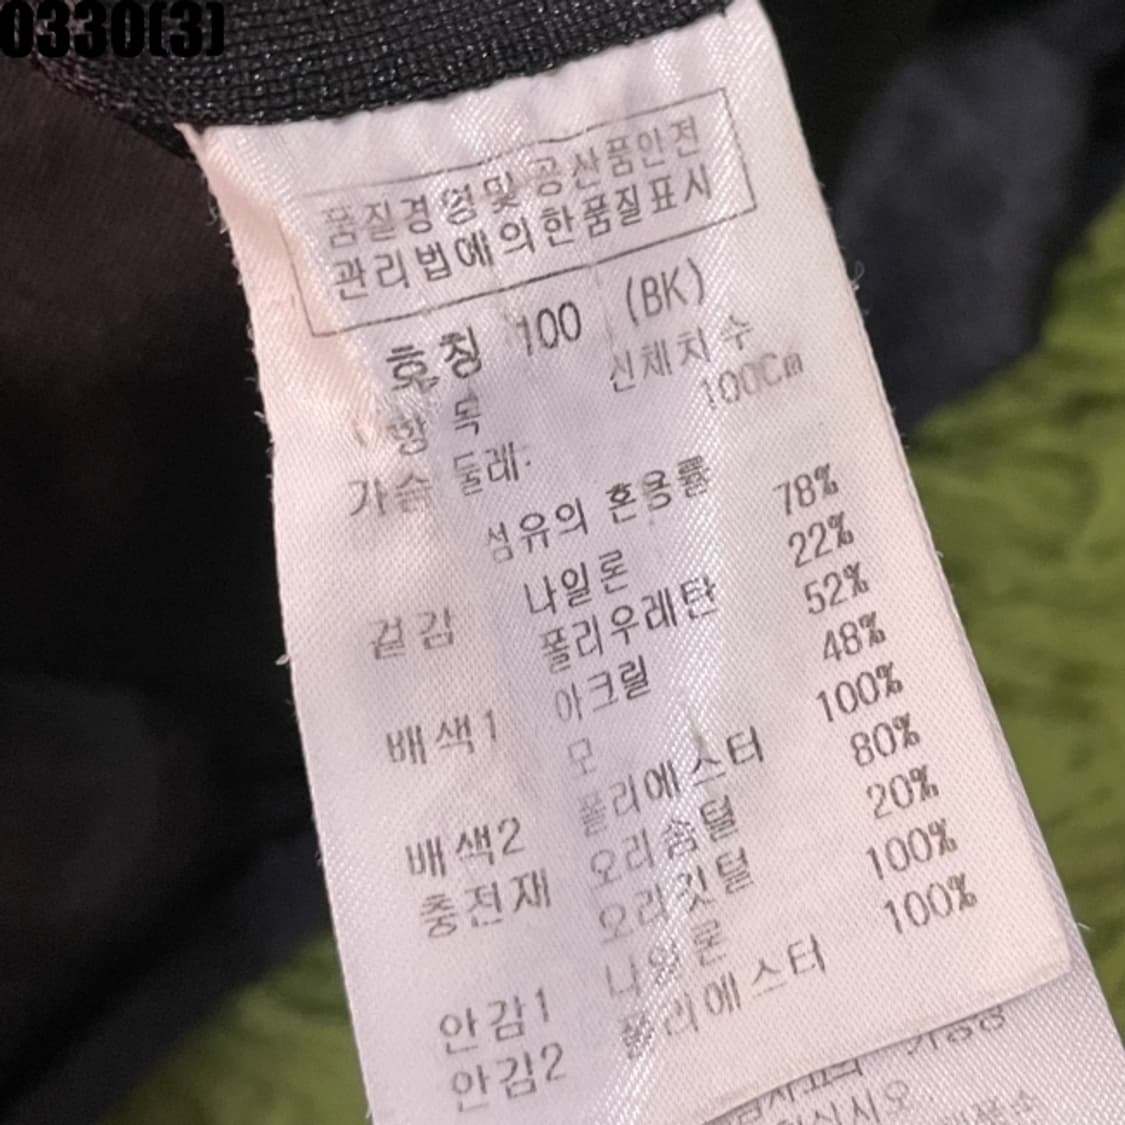 0330(3)
품질경영및 공산품안전
관리법에의한품질표시
호칭 100 (BK)
항 목 신체치수
가슴 둘레: 100Cm
섬유의 혼용률
겉감 나일론 78%
폴리우레탄 22%
배색1 아크릴 52%
모 48%
배색2 폴리에스터 100%
충전재 오리솜털 80%
오리깃털 20%
안감1 나일론 100%
안감2 폴리에스터 100%